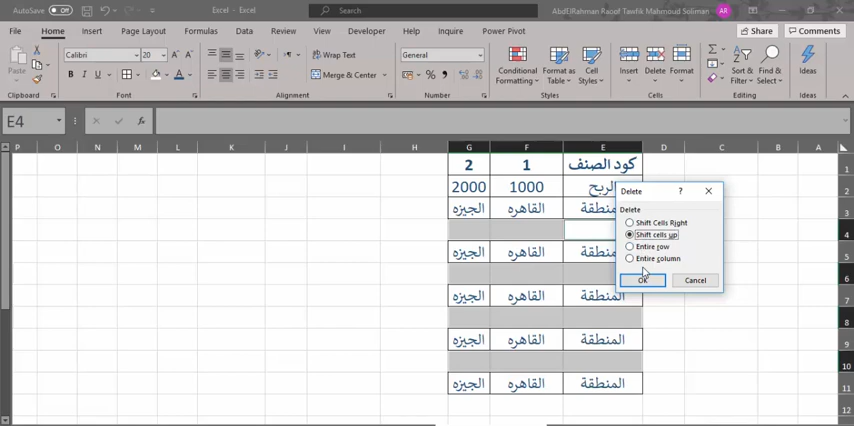 AutoSave Off Excel - Excel Search AbdElRahman Raoof Tawfik Mahmoud Soliman AR
File Home Insert Page Layout Formulas Data Review View Developer Help Inquire Power Pivot Share Comments
Paste Calibri 20 Wrap Text General Conditional Formatting Format as Table Cell Styles Insert Delete Format Sort & Filter Find & Select Ideas
B I U Merge & Center
Clipboard Font Alignment Number Styles Cells Editing Ideas
E4 fx
P O N M L K J I H G F E D C B A
كود الصنف 1 2 1
الربح 1000 2000 2
المنطقة القاهره الجيزه 3
4
المنطقة القاهره الجيزه 5
6
المنطقة القاهره الجيزه 7
8
المنطقة القاهره الجيزه 9
10
المنطقة القاهره الجيزه 11
12
Delete ?
Delete
Shift Cells Right
Shift cells up
Entire row
Entire column
OK Cancel